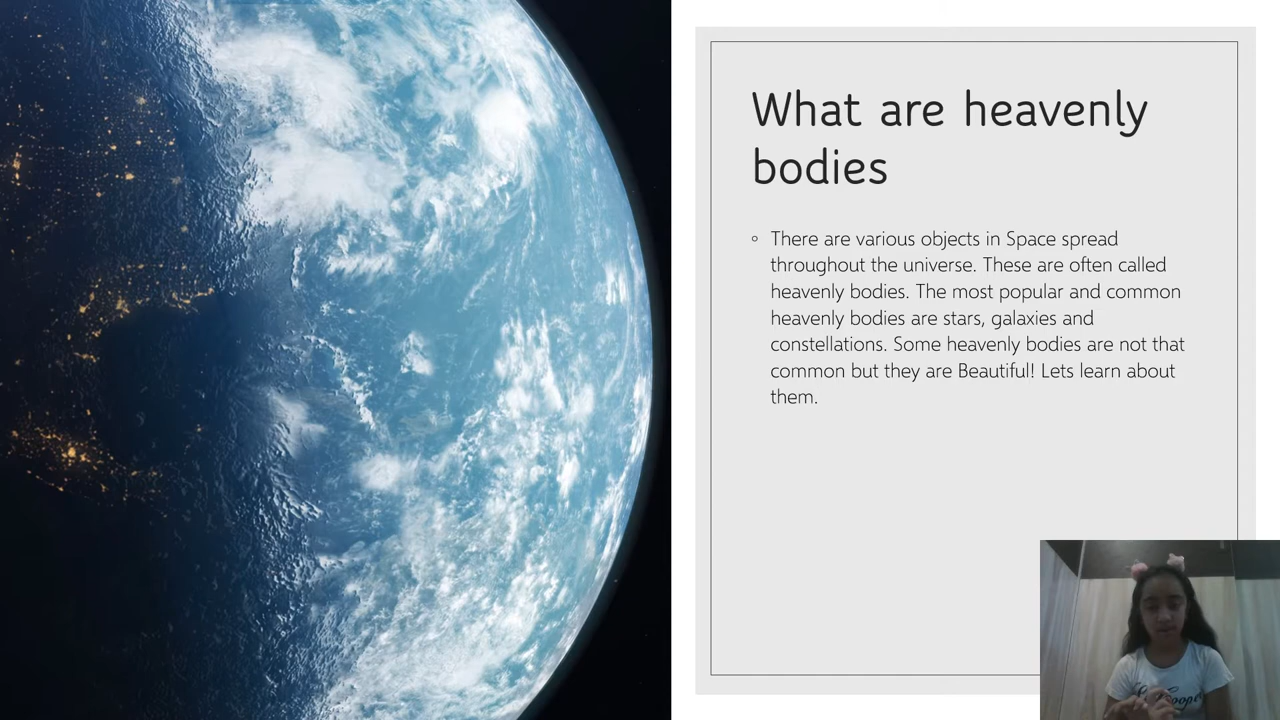 What are heavenly
bodies
There are various objects in Space spread
throughout the universe. These are often called
heavenly bodies. The most popular and common
heavenly bodies are stars, galaxies and
constellations. Some heavenly bodies are not that
common but they are Beautiful! Lets learn about
them.